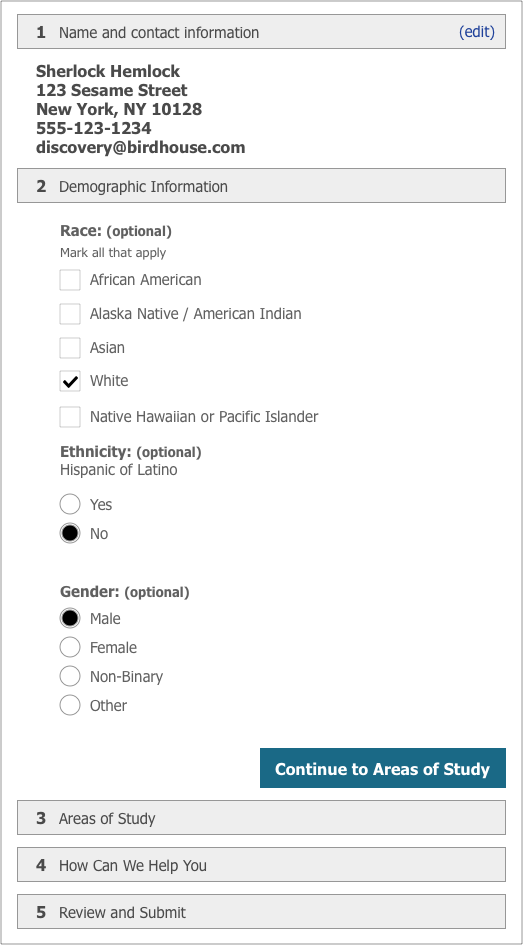 1 Name and contact information (edit)
Sherlock Hemlock
123 Sesame Street
New York, NY 10128
555-123-1234
discovery@birdhouse.com
2 Demographic Information
Race: (optional)
Mark all that apply
African American
Alaska Native / American Indian
Asian
White
Native Hawaiian or Pacific Islander
Ethnicity: (optional)
Hispanic of Latino
Yes
No
Gender: (optional)
Male
Female
Non-Binary
Other
Continue to Areas of Study
3 Areas of Study
4 How Can We Help You
5 Review and Submit